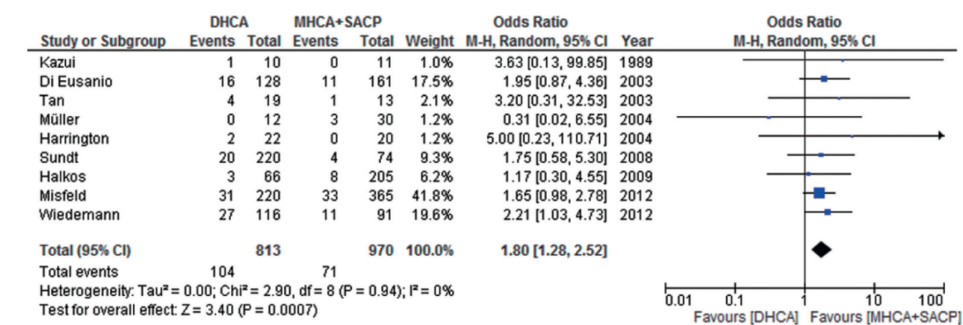 DHCA MHCA+SACP Odds Ratio Odds Ratio
Study or Subgroup Events Total Events Total Weight M-H, Random, 95% CI Year M-H, Random, 95% CI
Kazui 1 10 0 11 1.0% 3.63 [0.13, 99.85] 1989
Di Eusanio 16 128 11 161 17.5% 1.95 [0.87, 4.36] 2003
Tan 4 19 1 13 2.1% 3.20 [0.31, 32.53] 2003
Müller 0 12 3 30 1.2% 0.31 [0.02, 6.55] 2004
Harrington 2 22 0 20 1.2% 5.00 [0.23, 110.71] 2004
Sundt 20 220 4 74 9.3% 1.75 [0.58, 5.30] 2008
Halkos 3 66 8 205 6.2% 1.17 [0.30, 4.55] 2009
Misfeld 31 220 33 365 41.8% 1.65 [0.98, 2.78] 2012
Wiedemann 27 116 11 91 19.6% 2.21 [1.03, 4.73] 2012
Total (95% CI) 813 970 100.0% 1.80 [1.28, 2.52]
Total events 104 71
Heterogeneity: Tau² = 0.00; Chi² = 2.90, df = 8 (P = 0.94); I² = 0%
Test for overall effect: Z = 3.40 (P = 0.0007)
0.01 0.1 1 10 100
Favours [DHCA] Favours [MHCA+SACP]